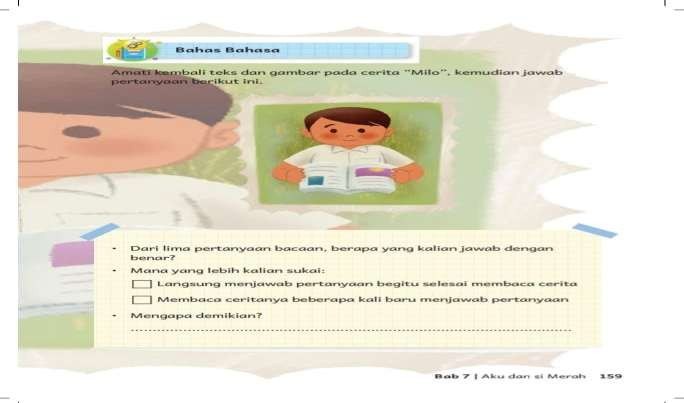 Bahas Bahasa
Amati kembali teks dan gambar pada cerita “Milo”, kemudian jawab
pertanyaan berikut ini.
• Dari lima pertanyaan bacaan, berapa yang kalian jawab dengan
benar?
• Mana yang lebih kalian sukai:
Langsung menjawab pertanyaan begitu selesai membaca cerita
Membaca ceritanya beberapa kali baru menjawab pertanyaan
• Mengapa demikian?
Bab 7 | Aku dan si Merah 159